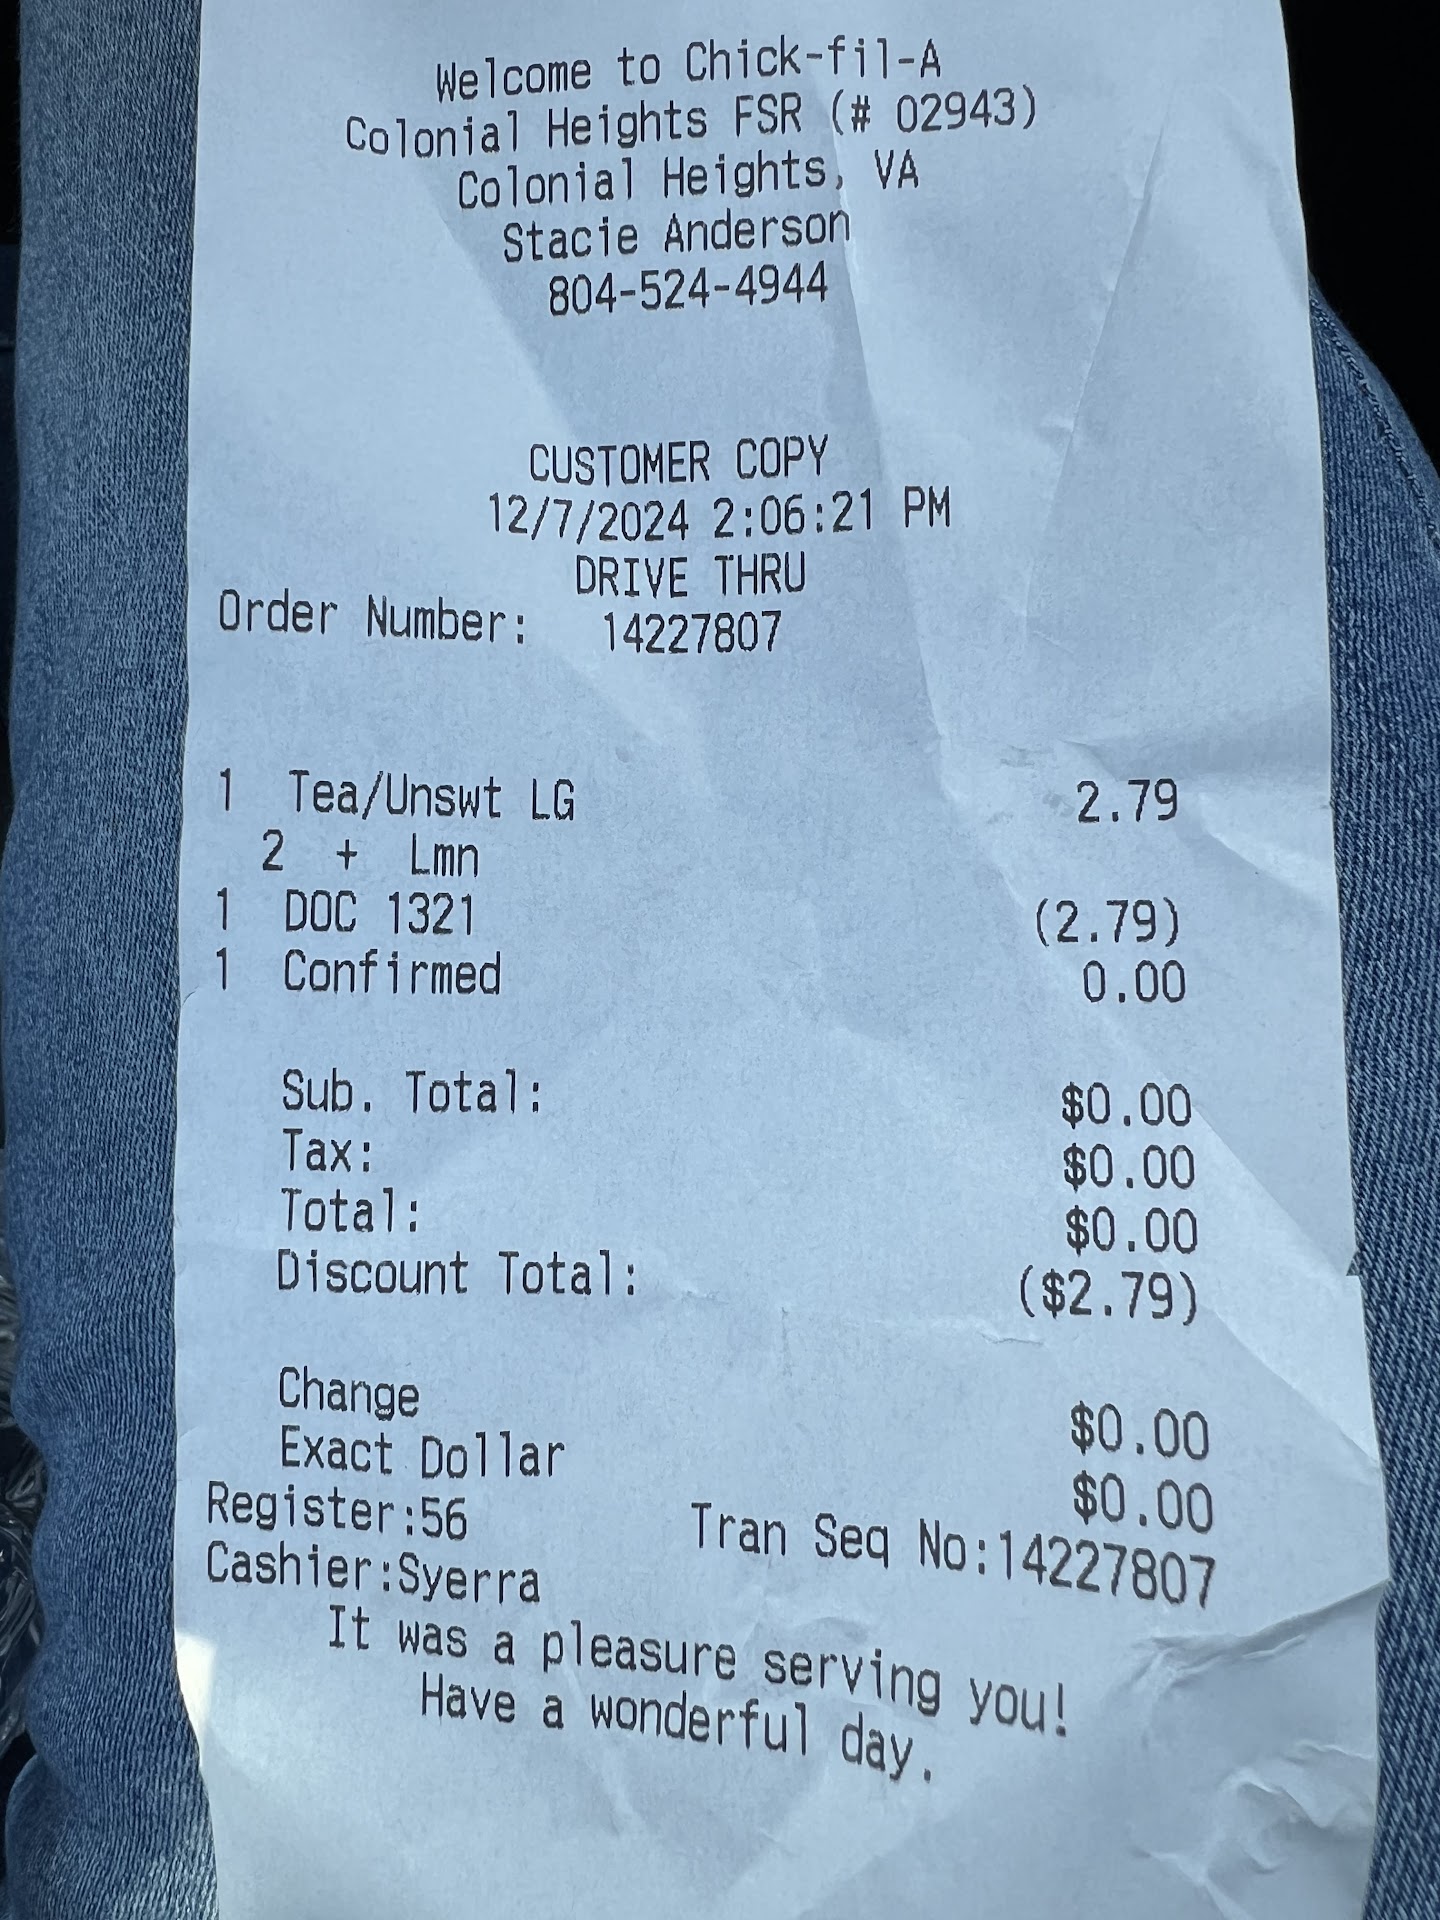 Welcome to Chick-fil-A
Colonial Heights FSR (# 02943)
Colonial Heights, VA
Stacie Anderson
804-524-4944
CUSTOMER COPY
12/7/2024 2:06:21 PM
DRIVE THRU
Order Number: 14227807
1 Tea/Unswt LG 2.79
2 + Lmn
1 DOC 1321 (2.79)
1 Confirmed 0.00
Sub. Total: $0.00
Tax: $0.00
Total: $0.00
Discount Total: ($2.79)
Change $0.00
Exact Dollar $0.00
Register:56 Tran Seq No:14227807
Cashier:Syerra
It was a pleasure serving you!
Have a wonderful day.